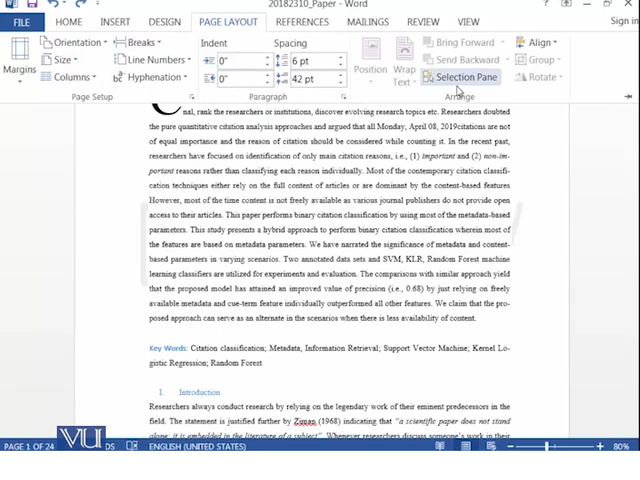 20182310_Paper - Word
FILE HOME INSERT DESIGN PAGE LAYOUT REFERENCES MAILINGS REVIEW VIEW Sign in
Margins Orientation Breaks Indent Spacing Position Wrap Text Bring Forward Align
Size Line Numbers 0" 6 pt Send Backward Group
Columns Hyphenation 0" 42 pt Selection Pane Rotate
Page Setup Paragraph Arrange
nal, rank the researchers or institutions, discover evolving research topics etc. Researchers doubted
the pure quantitative citation analysis approaches and argued that all Monday, April 08, 2019citations are not
of equal importance and the reason of citation should be considered while counting it. In the recent past,
researchers have focused on identification of only main citation reasons, i.e., (1) important and (2) non-im-
portant reasons rather than classifying each reason individually. Most of the contemporary citation classifi-
cation techniques either rely on the full content of articles or are dominant by the content-based features
However, most of the time content is not freely available as various journal publishers do not provide open
access to their articles. This paper performs binary citation classification by using most of the metadata-based
parameters. This study presents a hybrid approach to perform binary citation classification wherein most of
the features are based on metadata parameters. We have narrated the significance of metadata and content-
based parameters in varying scenarios. Two annotated data sets and SVM, KLR, Random Forest machine
learning classifiers are utilized for experiments and evaluation. The comparisons with similar approach yield
that the proposed model has attained an improved value of precision (i.e., 0.68) by just relying on freely
available metadata and cue-term feature individually outperformed all other features. We claim that the pro-
posed approach can serve as an alternate in the scenarios when there is less availability of content.
Key Words: Citation classification; Metadata, Information Retrieval; Support Vector Machine; Kernel Lo-
gistic Regression; Random Forest
I. Introduction
Researchers always conduct research by relying on the legendary work of their eminent predecessors in the
field. The statement is justified further by Ziman (1968) indicating that "a scientific paper does not stand
alone; it is embedded in the literature of a subject". Whenever researchers discuss someone's work in their
PAGE 1 OF 24 ENGLISH (UNITED STATES) 80%
VU